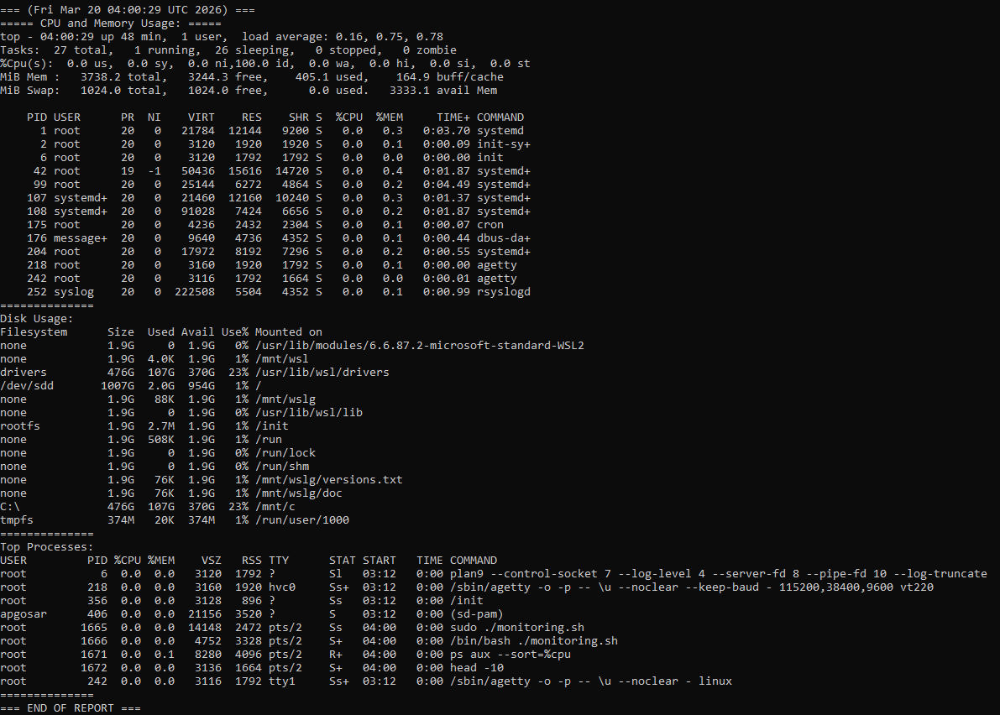 === (Fri Mar 20 04:00:29 UTC 2026) ===
===== CPU and Memory Usage: =====
top - 04:00:29 up 48 min,  1 user,  load average: 0.16, 0.75, 0.78
Tasks:  27 total,   1 running,  26 sleeping,   0 stopped,   0 zombie
%Cpu(s):  0.0 us,  0.0 sy,  0.0 ni,100.0 id,  0.0 wa,  0.0 hi,  0.0 si,  0.0 st
MiB Mem :   3738.2 total,   3244.3 free,    405.1 used,    164.9 buff/cache
MiB Swap:   1024.0 total,   1024.0 free,      0.0 used.   3333.1 avail Mem

    PID USER      PR  NI    VIRT    RES    SHR S  %CPU  %MEM     TIME+ COMMAND
      1 root      20   0   21784  12144   9200 S   0.0   0.3   0:03.70 systemd
      2 root      20   0    3120   1920   1920 S   0.0   0.1   0:00.09 init-sy+
      6 root      20   0    3120   1792   1792 S   0.0   0.0   0:00.00 init
     42 root      19  -1   50436  15616  14720 S   0.0   0.4   0:01.87 systemd+
     99 root      20   0   25144   6272   4864 S   0.0   0.2   0:04.49 systemd+
    107 systemd+  20   0   21460  12160  10240 S   0.0   0.3   0:01.37 systemd+
    108 systemd+  20   0   91028   7424   6656 S   0.0   0.2   0:01.87 systemd+
    175 root      20   0    4236   2432   2304 S   0.0   0.1   0:00.07 cron
    176 message+  20   0    9640   4736   4352 S   0.0   0.1   0:00.44 dbus-da+
    204 root      20   0   17972   8192   7296 S   0.0   0.2   0:00.55 systemd+
    218 root      20   0    3160   1920   1792 S   0.0   0.1   0:00.00 agetty
    242 root      20   0    3116   1792   1664 S   0.0   0.0   0:00.01 agetty
    252 syslog    20   0  222508   5504   4352 S   0.0   0.1   0:00.99 rsyslogd
==============
Disk Usage:
Filesystem      Size  Used Avail Use% Mounted on
none            1.9G     0  1.9G   0% /usr/lib/modules/6.6.87.2-microsoft-standard-WSL2
none            1.9G  4.0K  1.9G   1% /mnt/wsl
drivers         476G  107G  370G  23% /usr/lib/wsl/drivers
/dev/sdd       1007G  2.0G  954G   1% /
none            1.9G   88K  1.9G   1% /mnt/wslg
none            1.9G     0  1.9G   0% /usr/lib/wsl/lib
rootfs          1.9G  2.7M  1.9G   1% /init
none            1.9G  508K  1.9G   1% /run
none            1.9G     0  1.9G   0% /run/lock
none            1.9G     0  1.9G   0% /run/shm
none            1.9G   76K  1.9G   1% /mnt/wslg/versions.txt
none            1.9G   76K  1.9G   1% /mnt/wslg/doc
C:\             476G  107G  370G  23% /mnt/c
tmpfs           374M   20K  374M   1% /run/user/1000
==============
Top Processes:
USER         PID %CPU %MEM    VSZ   RSS TTY      STAT START   TIME COMMAND
root           6  0.0  0.0   3120  1792 ?        Sl   03:12   0:00 plan9 --control-socket 7 --log-level 4 --server-fd 8 --pipe-fd 10 --log-truncate
root         218  0.0  0.0   3160  1920 hvc0     Ss+  03:12   0:00 /sbin/agetty -o -p -- \u --noclear --keep-baud - 115200,38400,9600 vt220
root         356  0.0  0.0   3128   896 ?        Ss   03:12   0:00 /init
apgosar      406  0.0  0.0  21156  3520 ?        S    03:12   0:00 (sd-pam)
root        1665  0.0  0.0  14148  2472 pts/2    Ss   04:00   0:00 sudo ./monitoring.sh
root        1666  0.0  0.0   4752  3328 pts/2    S+   04:00   0:00 /bin/bash ./monitoring.sh
root        1671  0.0  0.1   8280  4096 pts/2    R+   04:00   0:00 ps aux --sort=%cpu
root        1672  0.0  0.0   3136  1664 pts/2    S+   04:00   0:00 head -10
root         242  0.0  0.0   3116  1792 tty1     Ss+  03:12   0:00 /sbin/agetty -o -p -- \u --noclear - linux
==============
=== END OF REPORT ===